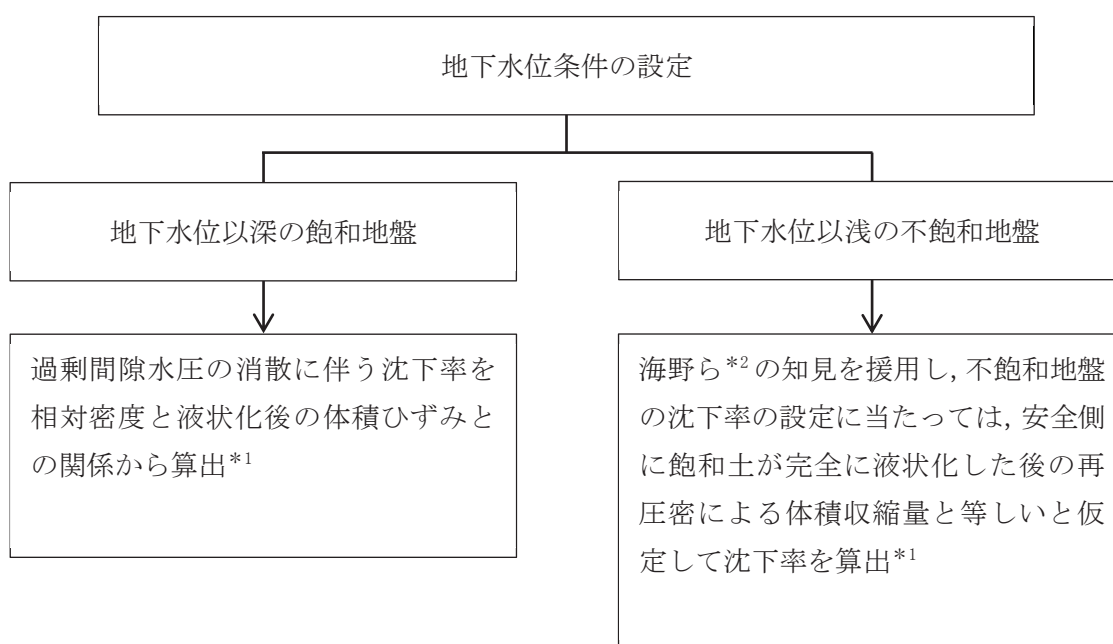 地下水位条件の設定
地下水位以深の飽和地盤
地下水位以浅の不飽和地盤
過剰間隙水圧の消散に伴う沈下率を
相対密度と液状化後の体積ひずみと
の関係から算出*1
海野ら*2の知見を援用し,不飽和地盤
の沈下率の設定に当たっては,安全側
に飽和土が完全に液状化した後の再
圧密による体積収縮量と等しいと仮
定して沈下率を算出*1